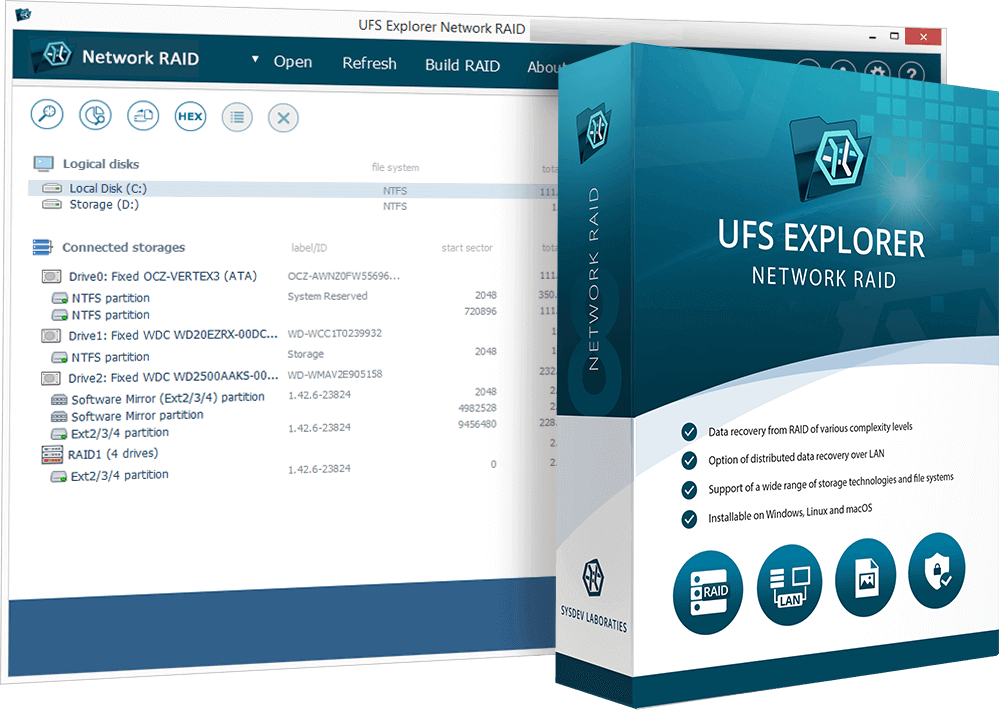 UFS Explorer Network RAID
Network RAID
Open Refresh Build RAID About
HEX
Logical disks file system
Local Disk (C:) NTFS 111.
Storage (D:) NTFS
Connected storages label/ID start sector
Drive0: Fixed OCZ-VERTEX3 (ATA) OCZ-AWNZ0FW55696... 111.
NTFS partition System Reserved 2048 350.
NTFS partition 720896 111.
Drive1: Fixed WDC WD20EZRX-00DC... WD-WCC1T0239932
NTFS partition Storage 2048
Drive2: Fixed WDC WD2500AAKS-00... WD-WMAV2E905158 232.
Software Mirror (Ext2/3/4) partition 1.42.6-23824 2048 2.
Software Mirror partition 4982528 2.
Ext2/3/4 partition 1.42.6-23824 9456480 228.
RAID1 (4 drives)
Ext2/3/4 partition 1.42.6-23824 0 2.
NETWORK RAID
SYSDEV LABORATIES
UFS EXPLORER
NETWORK RAID
Data recovery from RAID of various complexity levels
Option of distributed data recovery over LAN
Support of a wide range of storage technologies and file systems
Installable on Windows, Linux and macOS
RAID
LAN